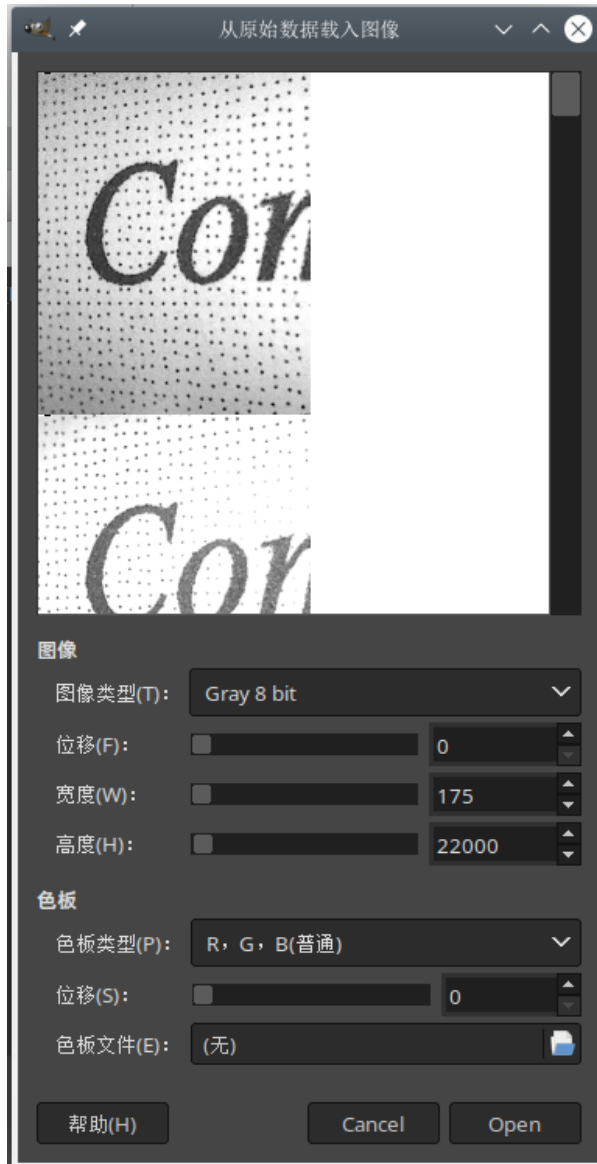 从原始数据载入图像
Con
Con
图像
图像类型(T)： Gray 8 bit
位移(F)： 0
宽度(W)： 175
高度(H)： 22000
色板
色板类型(P)： R，G，B(普通)
位移(S)： 0
色板文件(E)： (无)
帮助(H) Cancel Open